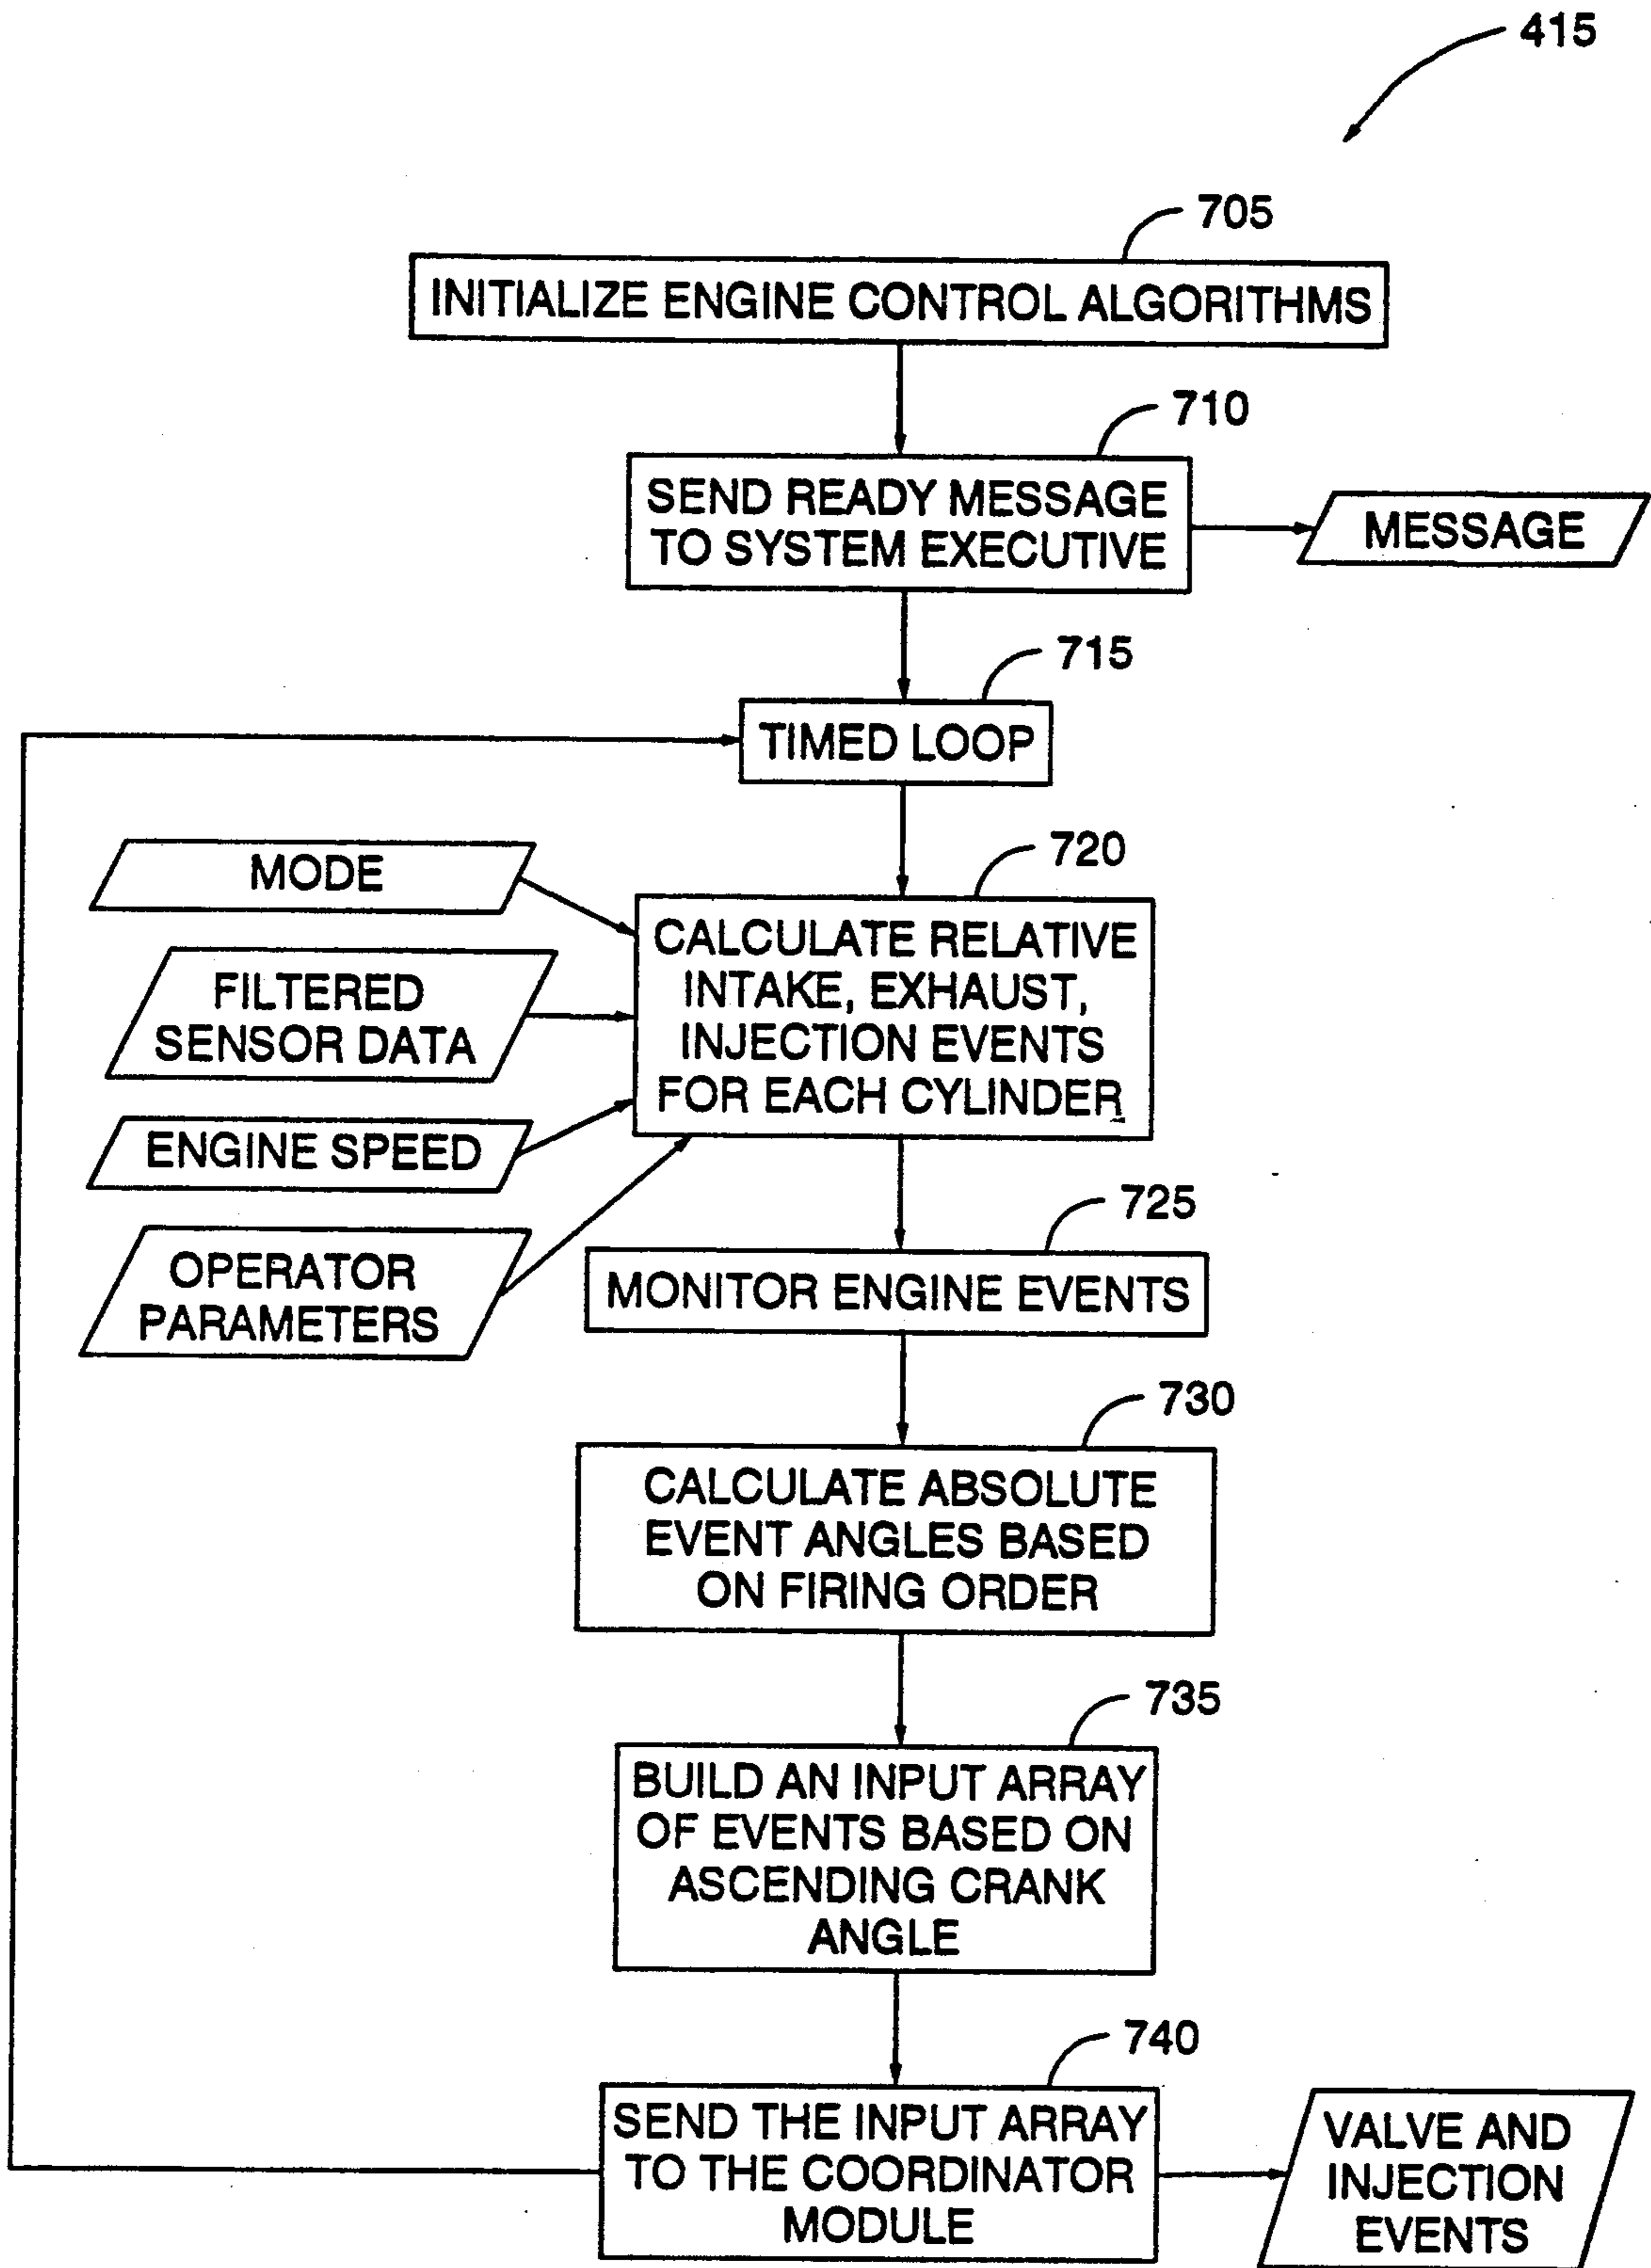 415
705
INITIALIZE ENGINE CONTROL ALGORITHMS
710
SEND READY MESSAGE
TO SYSTEM EXECUTIVE
MESSAGE
715
TIMED LOOP
720
MODE
FILTERED
SENSOR DATA
ENGINE SPEED
OPERATOR
PARAMETERS
CALCULATE RELATIVE
INTAKE, EXHAUST,
INJECTION EVENTS
FOR EACH CYLINDER
725
MONITOR ENGINE EVENTS
730
CALCULATE ABSOLUTE
EVENT ANGLES BASED
ON FIRING ORDER
735
BUILD AN INPUT ARRAY
OF EVENTS BASED ON
ASCENDING CRANK
ANGLE
740
SEND THE INPUT ARRAY
TO THE COORDINATOR
MODULE
VALVE AND
INJECTION
EVENTS